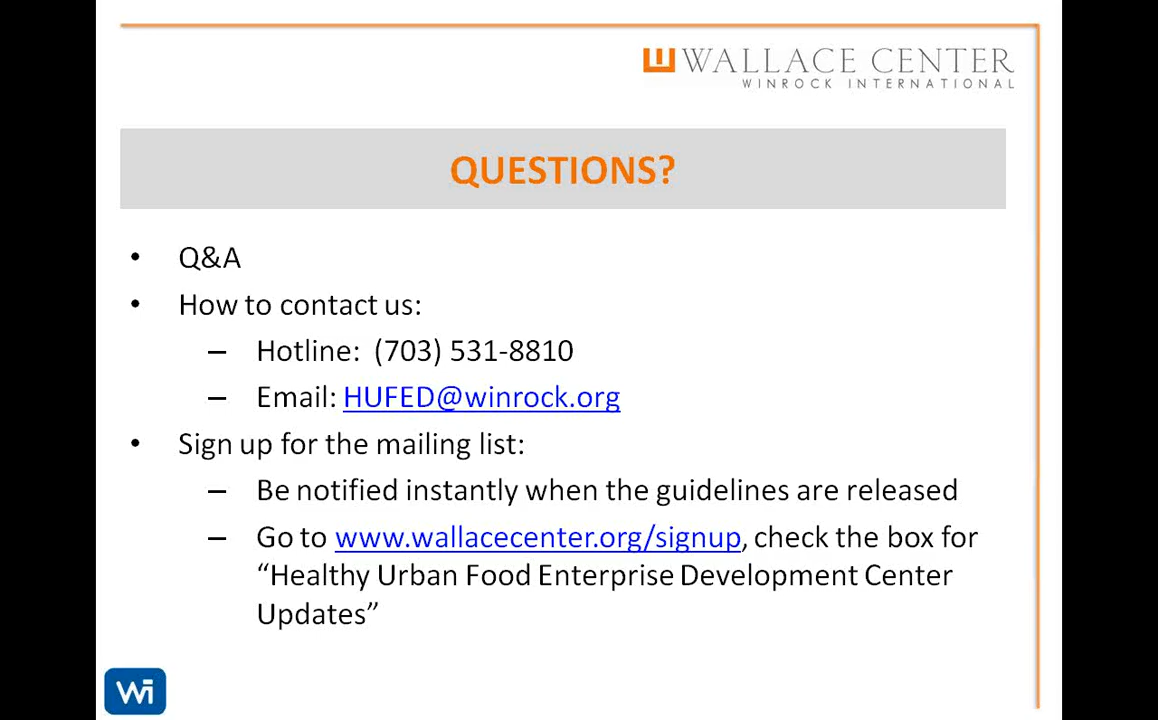 WALLACE CENTER
WINROCK INTERNATIONAL
QUESTIONS?
• Q&A
• How to contact us:
– Hotline: (703) 531-8810
– Email: HUFED@winrock.org
• Sign up for the mailing list:
– Be notified instantly when the guidelines are released
– Go to www.wallacecenter.org/signup, check the box for
“Healthy Urban Food Enterprise Development Center
Updates”
Wi